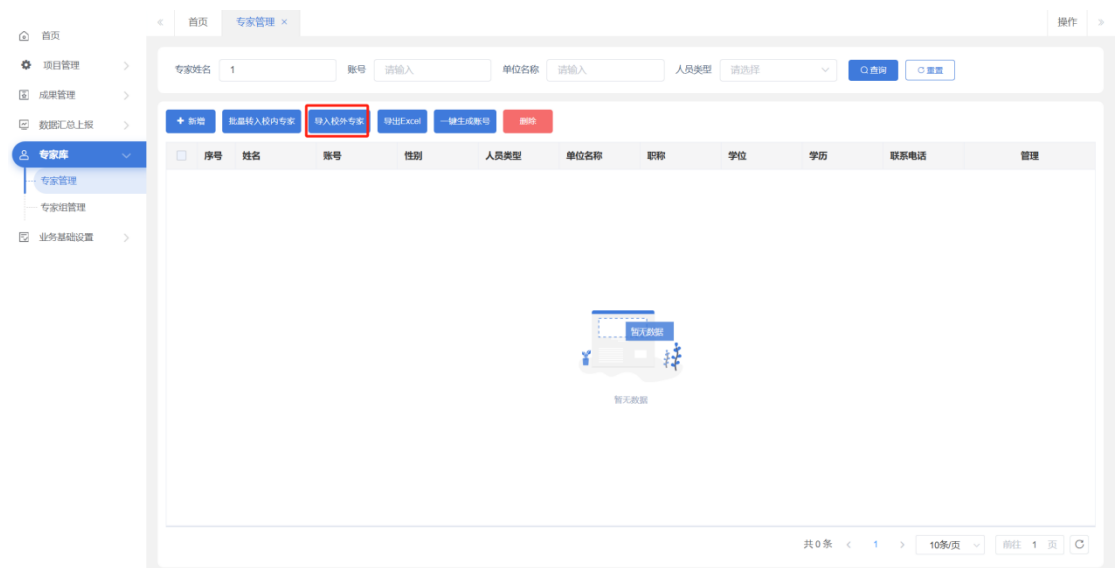 首页
专家管理 ×
操作
首页
项目管理
成果管理
数据汇总上报
专家库
专家管理
专家组管理
业务基础设置
专家姓名 1
账号 请输入
单位名称 请输入
人员类型 请选择
查询
重置
+ 新增
批量转入校内专家
导入校外专家
导出Excel
一键生成账号
删除
序号 姓名 账号 性别 人员类型 单位名称 职称 学位 学历 联系电话 管理
暂无数据
暂无数据
共 0 条 < 1 > 10条/页 前往 1 页